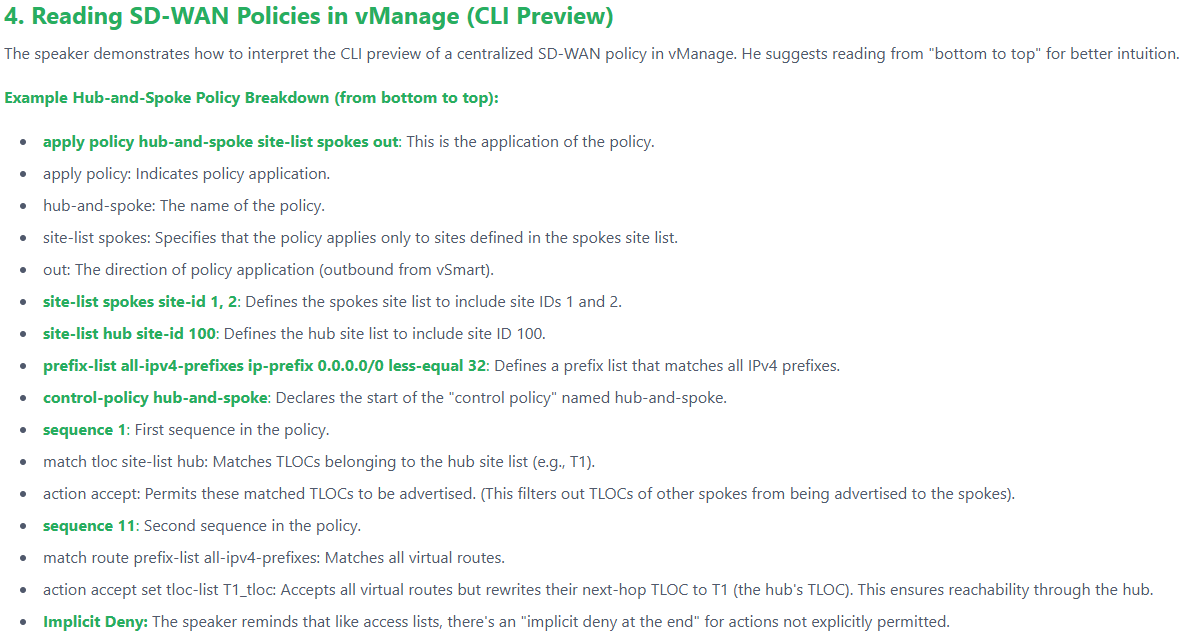 4. Reading SD-WAN Policies in vManage (CLI Preview)
The speaker demonstrates how to interpret the CLI preview of a centralized SD-WAN policy in vManage. He suggests reading from "bottom to top" for better intuition.
Example Hub-and-Spoke Policy Breakdown (from bottom to top):
• apply policy hub-and-spoke site-list spokes out: This is the application of the policy.
• apply policy: Indicates policy application.
• hub-and-spoke: The name of the policy.
• site-list spokes: Specifies that the policy applies only to sites defined in the spokes site list.
• out: The direction of policy application (outbound from vSmart).
• site-list spokes site-id 1, 2: Defines the spokes site list to include site IDs 1 and 2.
• site-list hub site-id 100: Defines the hub site list to include site ID 100.
• prefix-list all-ipv4-prefixes ip-prefix 0.0.0.0/0 less-equal 32: Defines a prefix list that matches all IPv4 prefixes.
• control-policy hub-and-spoke: Declares the start of the "control policy" named hub-and-spoke.
• sequence 1: First sequence in the policy.
• match tloc site-list hub: Matches TLOCs belonging to the hub site list (e.g., T1).
• action accept: Permits these matched TLOCs to be advertised. (This filters out TLOCs of other spokes from being advertised to the spokes).
• sequence 11: Second sequence in the policy.
• match route prefix-list all-ipv4-prefixes: Matches all virtual routes.
• action accept set tloc-list T1_tloc: Accepts all virtual routes but rewrites their next-hop TLOC to T1 (the hub's TLOC). This ensures reachability through the hub.
• Implicit Deny: The speaker reminds that like access lists, there's an "implicit deny at the end" for actions not explicitly permitted.